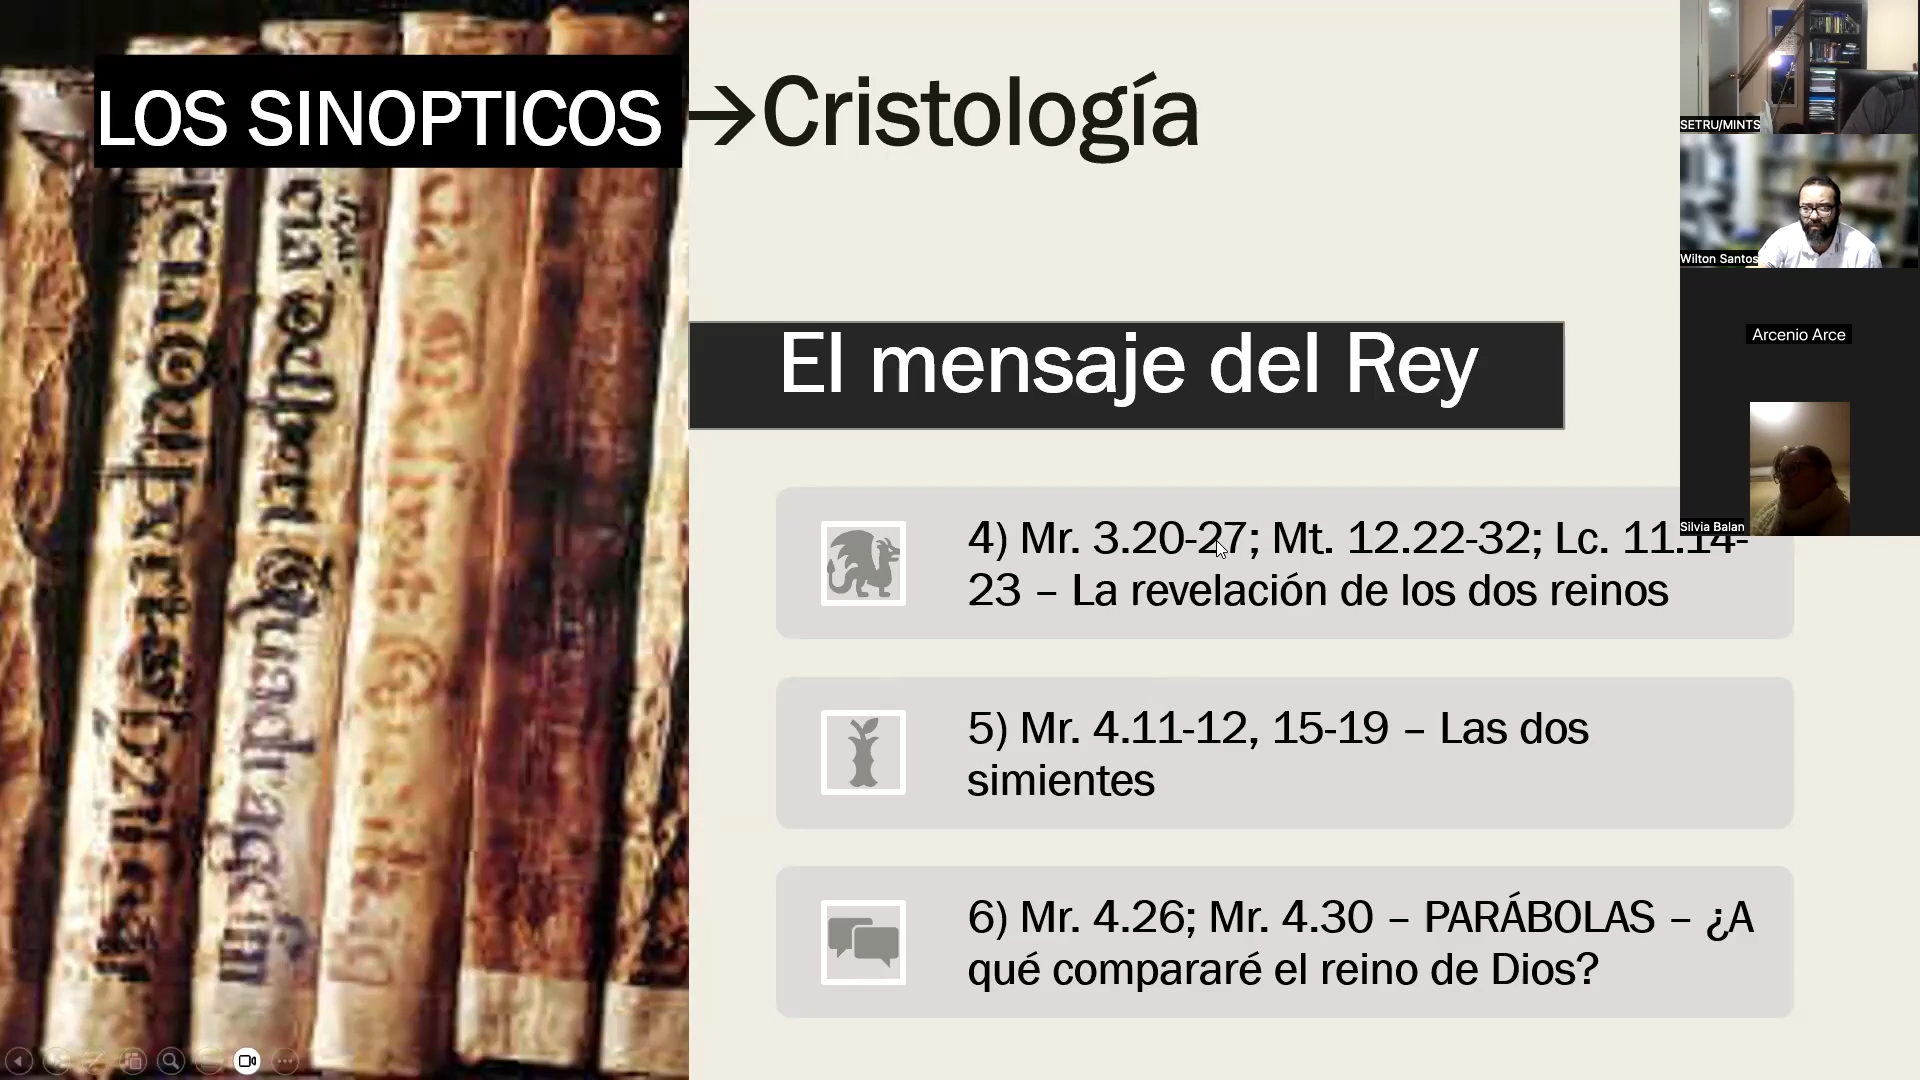 LOS SINOPTICOS →Cristología
El mensaje del Rey
4) Mr. 3.20-27; Mt. 12.22-32; Lc. 11.14-
23 – La revelación de los dos reinos
5) Mr. 4.11-12, 15-19 – Las dos
simientes
6) Mr. 4.26; Mr. 4.30 – PARÁBOLAS – ¿A
qué compararé el reino de Dios?
SETRU/MINTS
Wilton Santos
Arcenio Arce
Silvia Balan